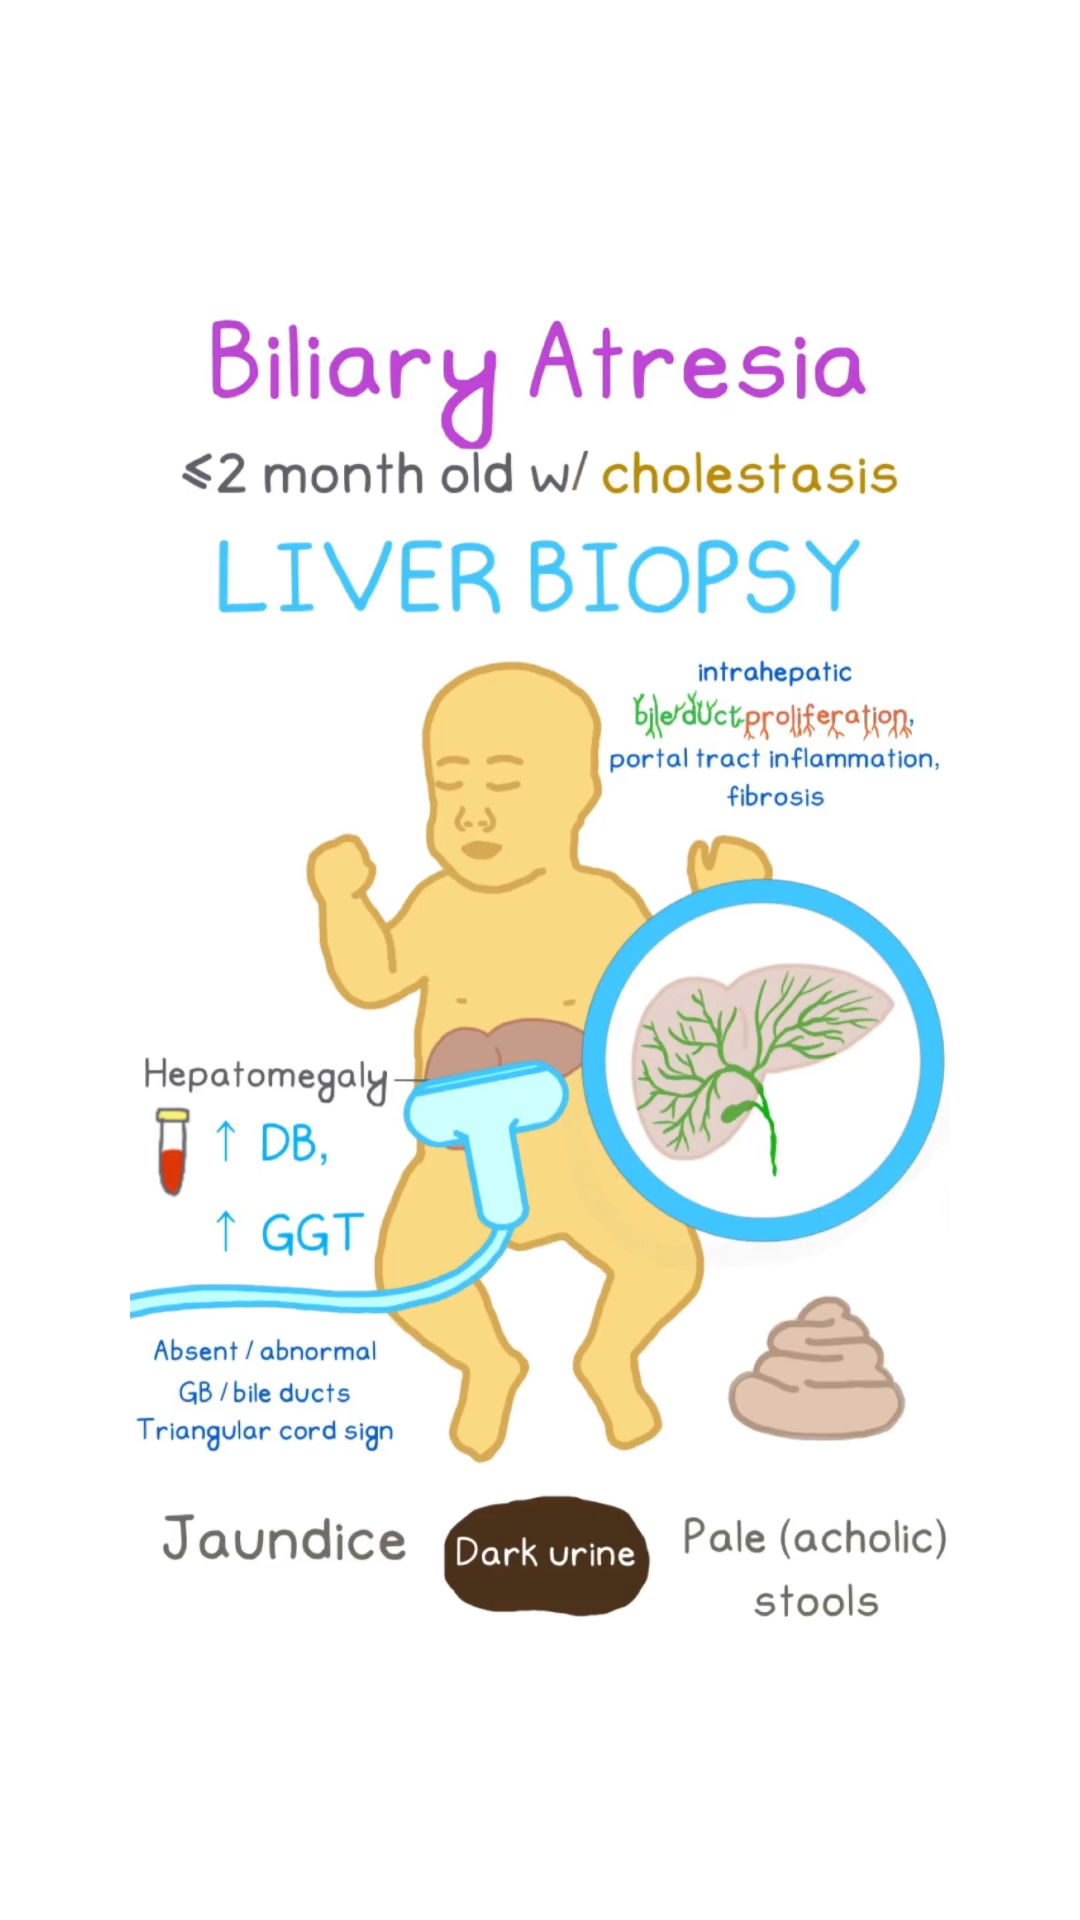 Biliary Atresia
≤2 month old w/ cholestasis
LIVER BIOPSY
intrahepatic
bile duct proliferation,
portal tract inflammation,
fibrosis
Hepatomegaly
↑ DB,
↑ GGT
Absent / abnormal
GB / bile ducts
Triangular cord sign
Jaundice
Dark urine
Pale (acholic)
stools